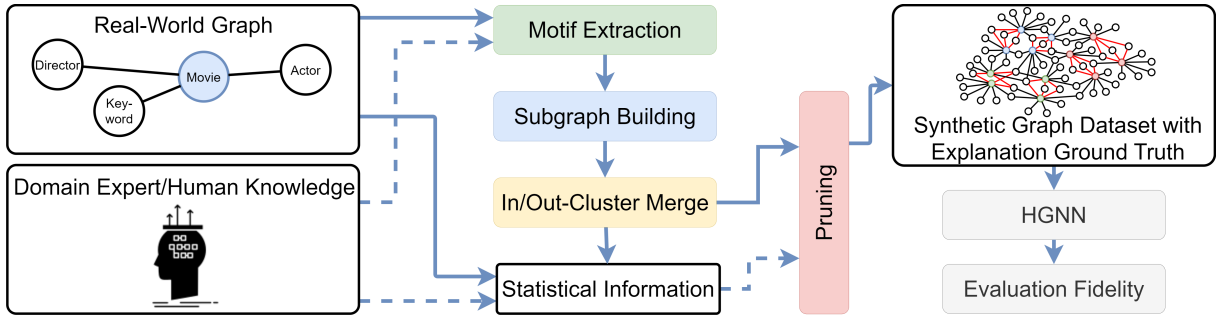 Real-World Graph
Director
Movie
Actor
Key-
word
Domain Expert/Human Knowledge
Motif Extraction
Subgraph Building
In/Out-Cluster Merge
Statistical Information
Pruning
Synthetic Graph Dataset with
Explanation Ground Truth
HGNN
Evaluation Fidelity